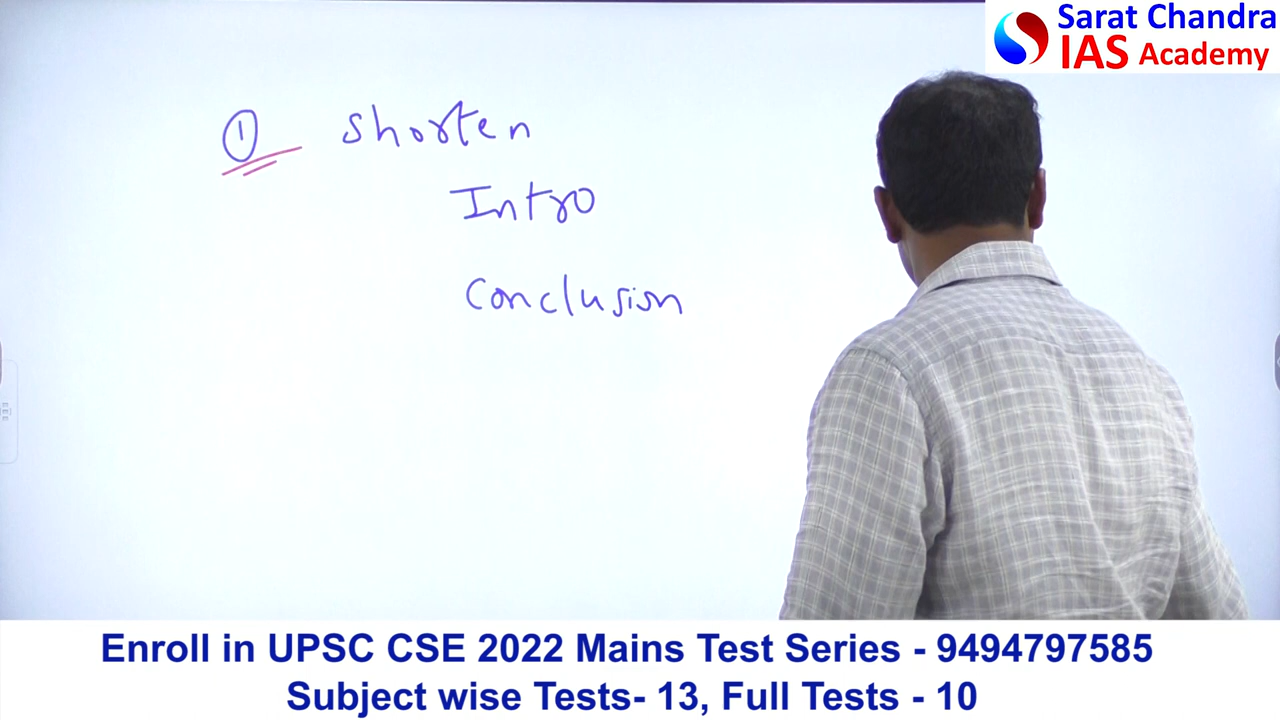 Sarat Chandra
IAS Academy
① Shorten
Intro
Conclusion
Enroll in UPSC CSE 2022 Mains Test Series - 9494797585
Subject wise Tests- 13, Full Tests - 10